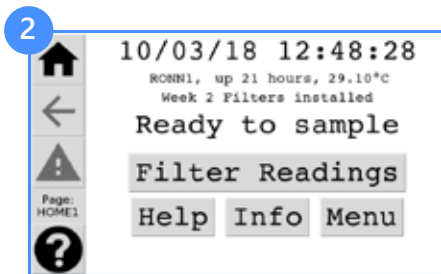 2
10/03/18 12:48:28
RONN1, up 21 hours, 29.10°C
Week 2 Filters installed
Ready to sample
Filter Readings
Page:
HOME1
Help Info Menu
?